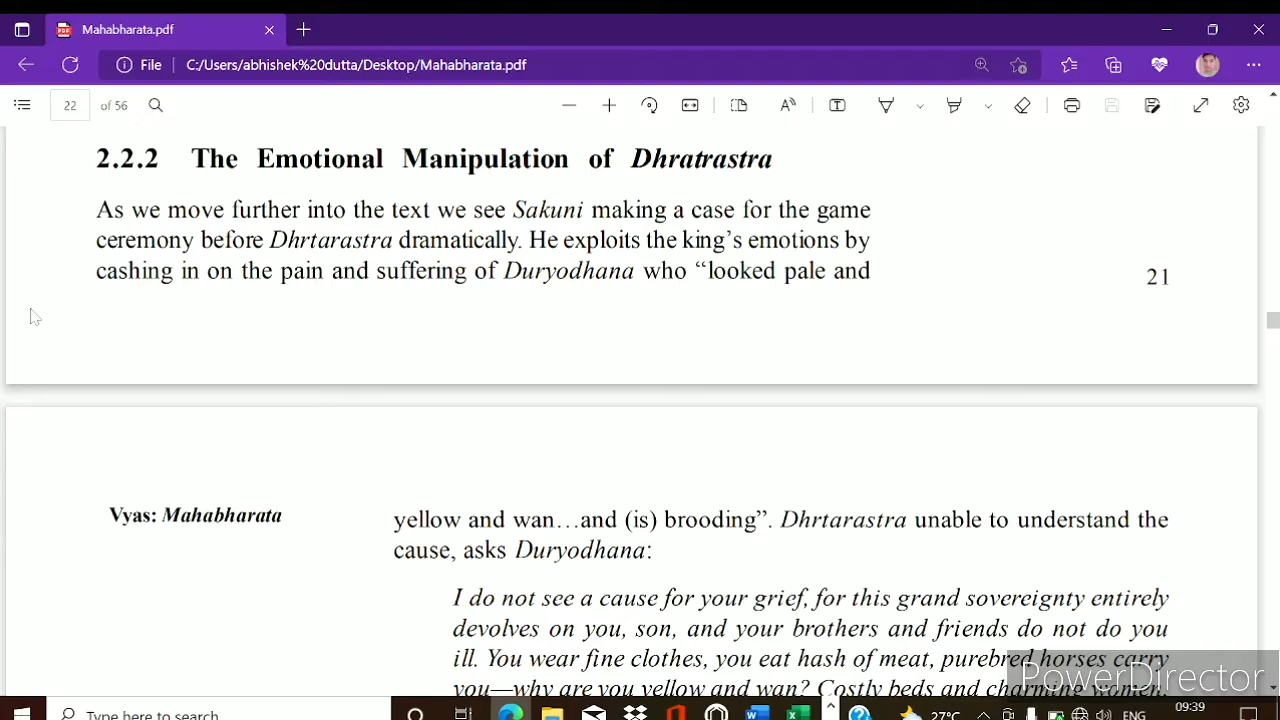 Mahabharata.pdf
File C:/Users/abhishek%20dutta/Desktop/Mahabharata.pdf
22 of 56
2.2.2 The Emotional Manipulation of Dhratrastra
As we move further into the text we see Sakuni making a case for the game
ceremony before Dhrtarastra dramatically. He exploits the king's emotions by
cashing in on the pain and suffering of Duryodhana who “looked pale and
21
Vyas: Mahabharata
yellow and wan…and (is) brooding”. Dhrtarastra unable to understand the
cause, asks Duryodhana:
I do not see a cause for your grief, for this grand sovereignty entirely
devolves on you, son, and your brothers and friends do not do you
ill. You wear fine clothes, you eat hash of meat, purebred horses carry
you—why are you yellow and wan? Costly beds and charming women,
PowerDirector
Type here to search
27°C
ENG
09:39